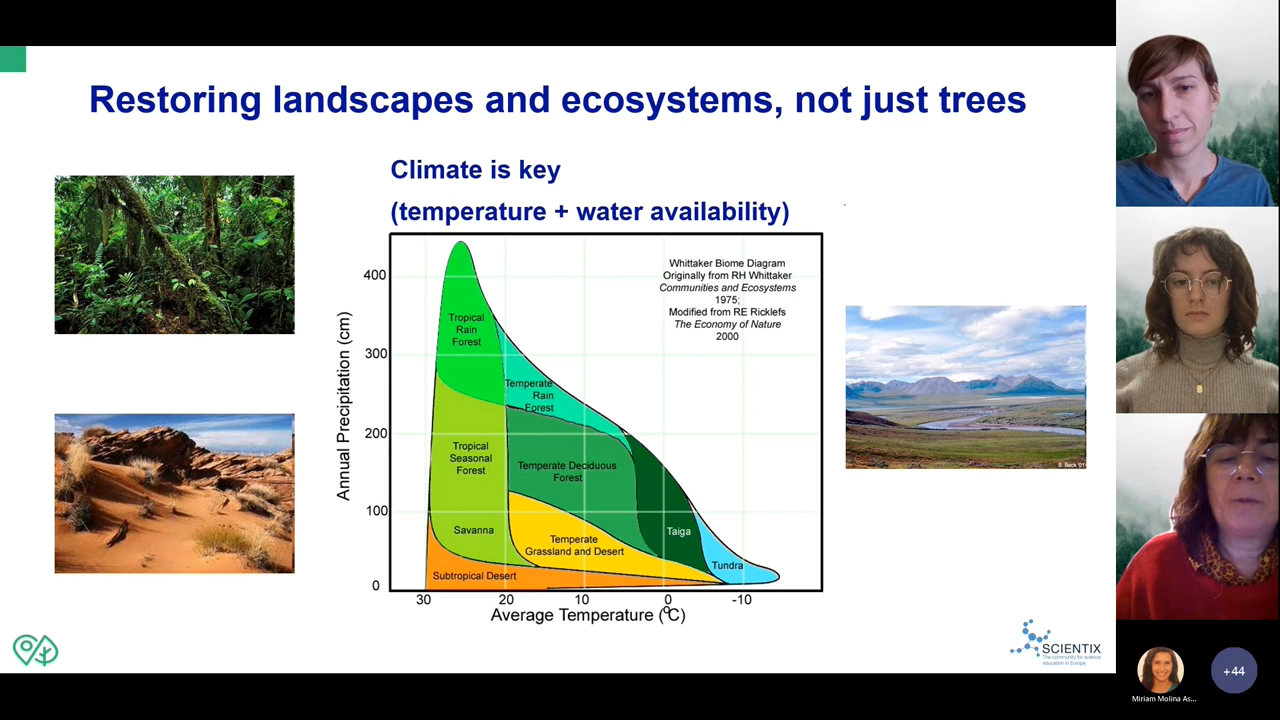 Restoring landscapes and ecosystems, not just trees
Climate is key
(temperature + water availability)
Whittaker Biome Diagram
Originally from RH Whittaker
Communities and Ecosystems
1975;
Modified from RE Ricklefs
The Economy of Nature
2000
Annual Precipitation (cm)
400
300
200
100
0
Tropical
Rain
Forest
Temperate
Rain
Forest
Tropical
Seasonal
Forest
Temperate Deciduous
Forest
Savanna
Temperate
Grassland and Desert
Taiga
Tundra
Subtropical Desert
30 20 10 0 -10
Average Temperature (°C)
B. Beck '01
SCIENTIX
The community for science
education in Europe
Miriam Molina As...
+44